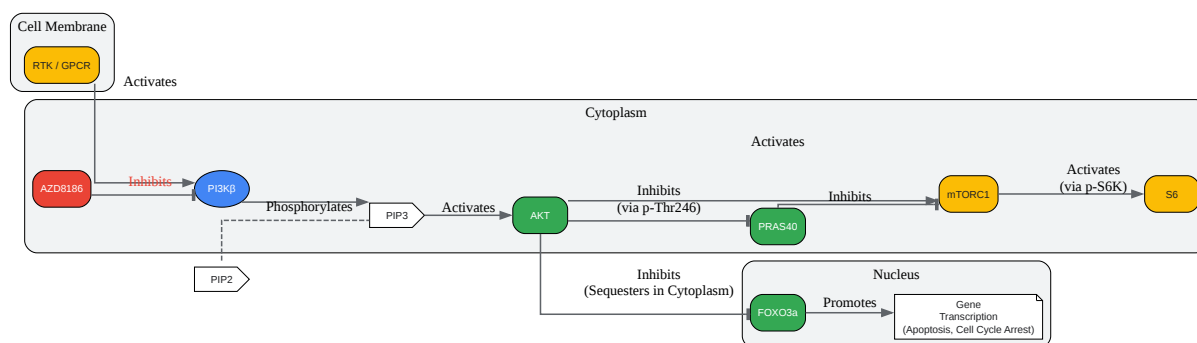 Cell Membrane
RTK / GPCR
Activates
Cytoplasm
Activates
AZD8186
Inhibits
PI3Kβ
Phosphorylates
PIP3
Activates
AKT
Inhibits
(via p-Thr246)
PRAS40
Inhibits
mTORC1
Activates
(via p-S6K)
S6
PIP2
Inhibits
(Sequesters in Cytoplasm)
Nucleus
FOXO3a
Promotes
Gene
Transcription
(Apoptosis, Cell Cycle Arrest)